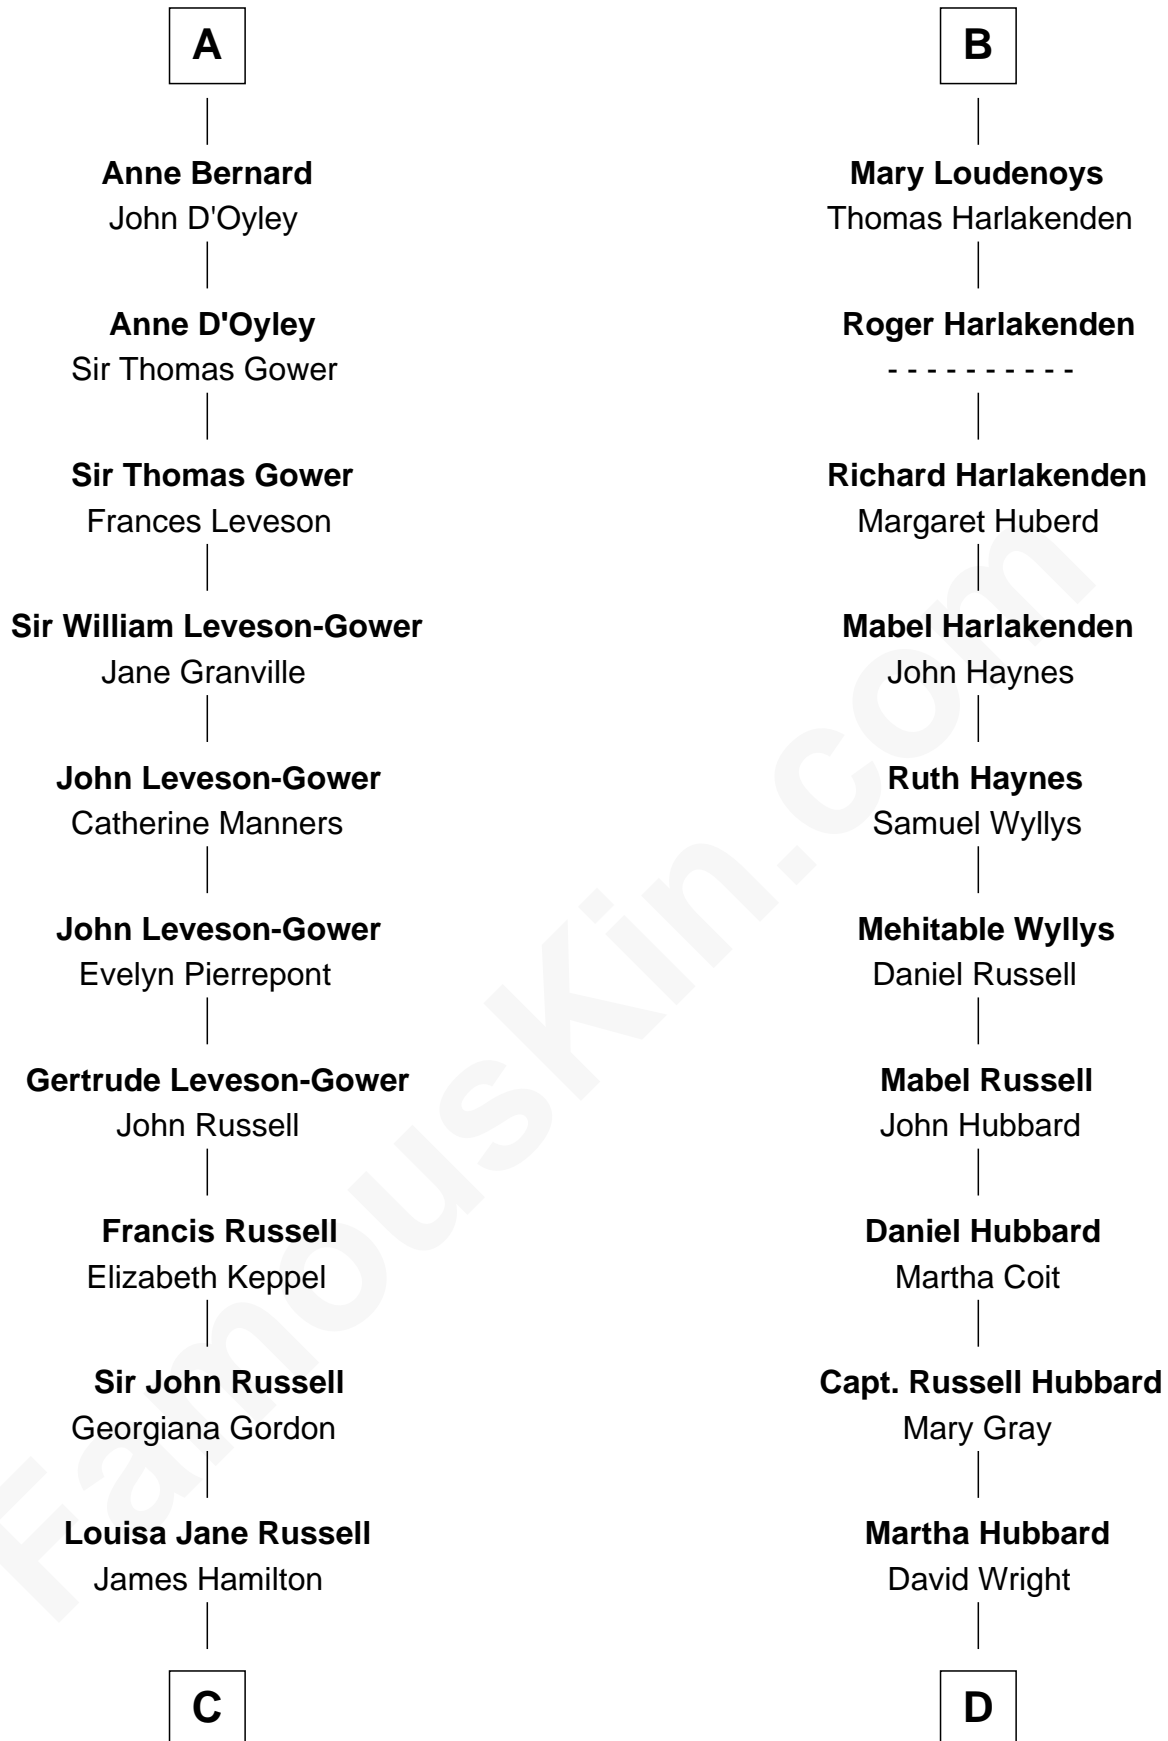 A
Anne Bernard
John D'Oyley
Anne D'Oyley
Sir Thomas Gower
Sir Thomas Gower
Frances Leveson
Sir William Leveson-Gower
Jane Granville
John Leveson-Gower
Catherine Manners
John Leveson-Gower
Evelyn Pierrepont
Gertrude Leveson-Gower
John Russell
Francis Russell
Elizabeth Keppel
Sir John Russell
Georgiana Gordon
Louisa Jane Russell
James Hamilton
C
B
Mary Loudenoys
Thomas Harlakenden
Roger Harlakenden
- - - - - - - - - -
Richard Harlakenden
Margaret Huberd
Mabel Harlakenden
John Haynes
Ruth Haynes
Samuel Wyllys
Mehitable Wyllys
Daniel Russell
Mabel Russell
John Hubbard
Daniel Hubbard
Martha Coit
Capt. Russell Hubbard
Mary Gray
Martha Hubbard
David Wright
D
FamousKin.com